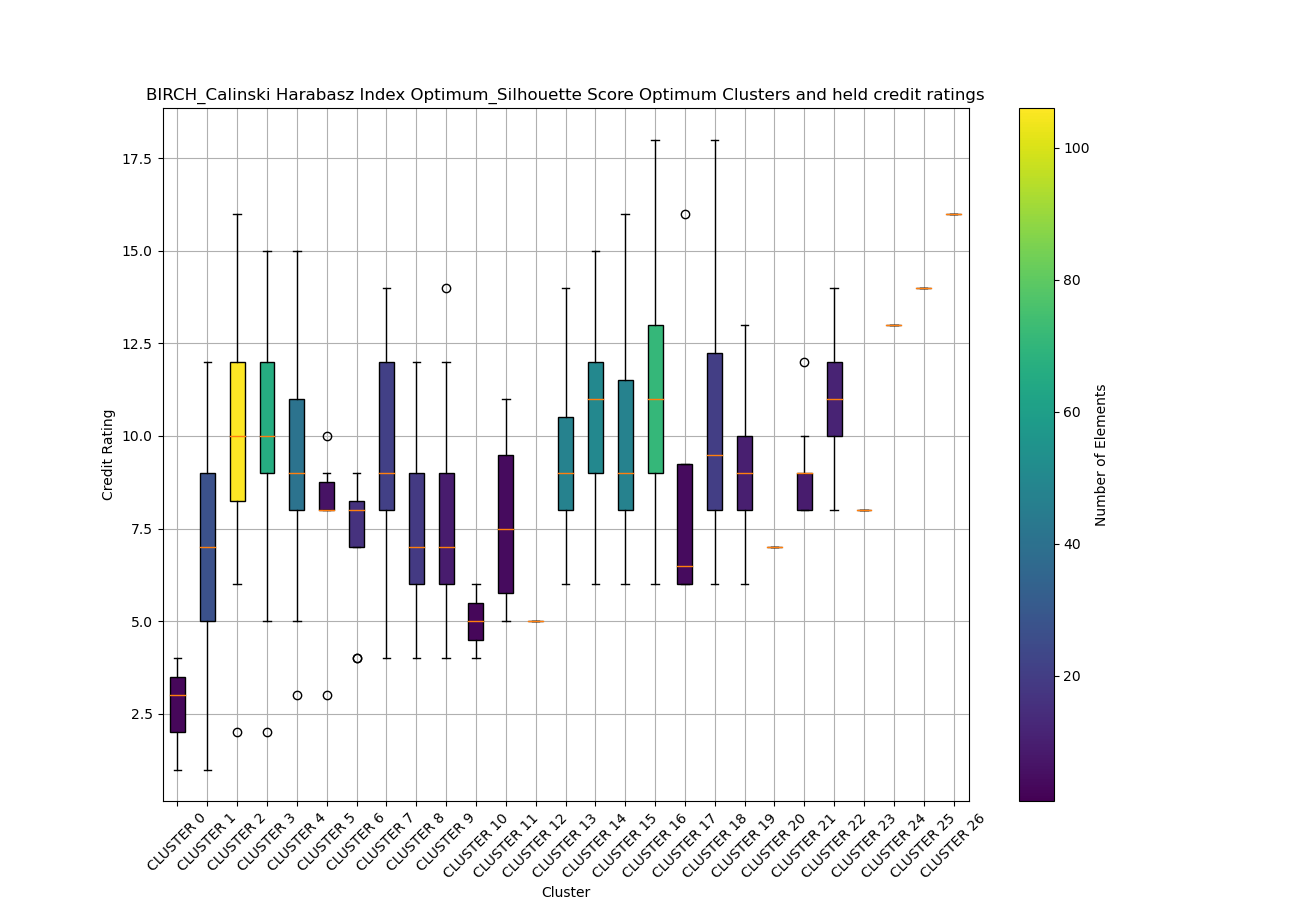 BIRCH_Calinski Harabasz Index Optimum_Silhouette Score Optimum Clusters and held credit ratings
17.5
15.0
12.5
10.0
7.5
5.0
2.5
Credit Rating
CLUSTER 0
CLUSTER 1
CLUSTER 2
CLUSTER 3
CLUSTER 4
CLUSTER 5
CLUSTER 6
CLUSTER 7
CLUSTER 8
CLUSTER 9
CLUSTER 10
CLUSTER 11
CLUSTER 12
CLUSTER 13
CLUSTER 14
CLUSTER 15
CLUSTER 16
CLUSTER 17
CLUSTER 18
CLUSTER 19
CLUSTER 20
CLUSTER 21
CLUSTER 22
CLUSTER 23
CLUSTER 24
CLUSTER 25
CLUSTER 26
Cluster
100
80
60
40
20
Number of Elements